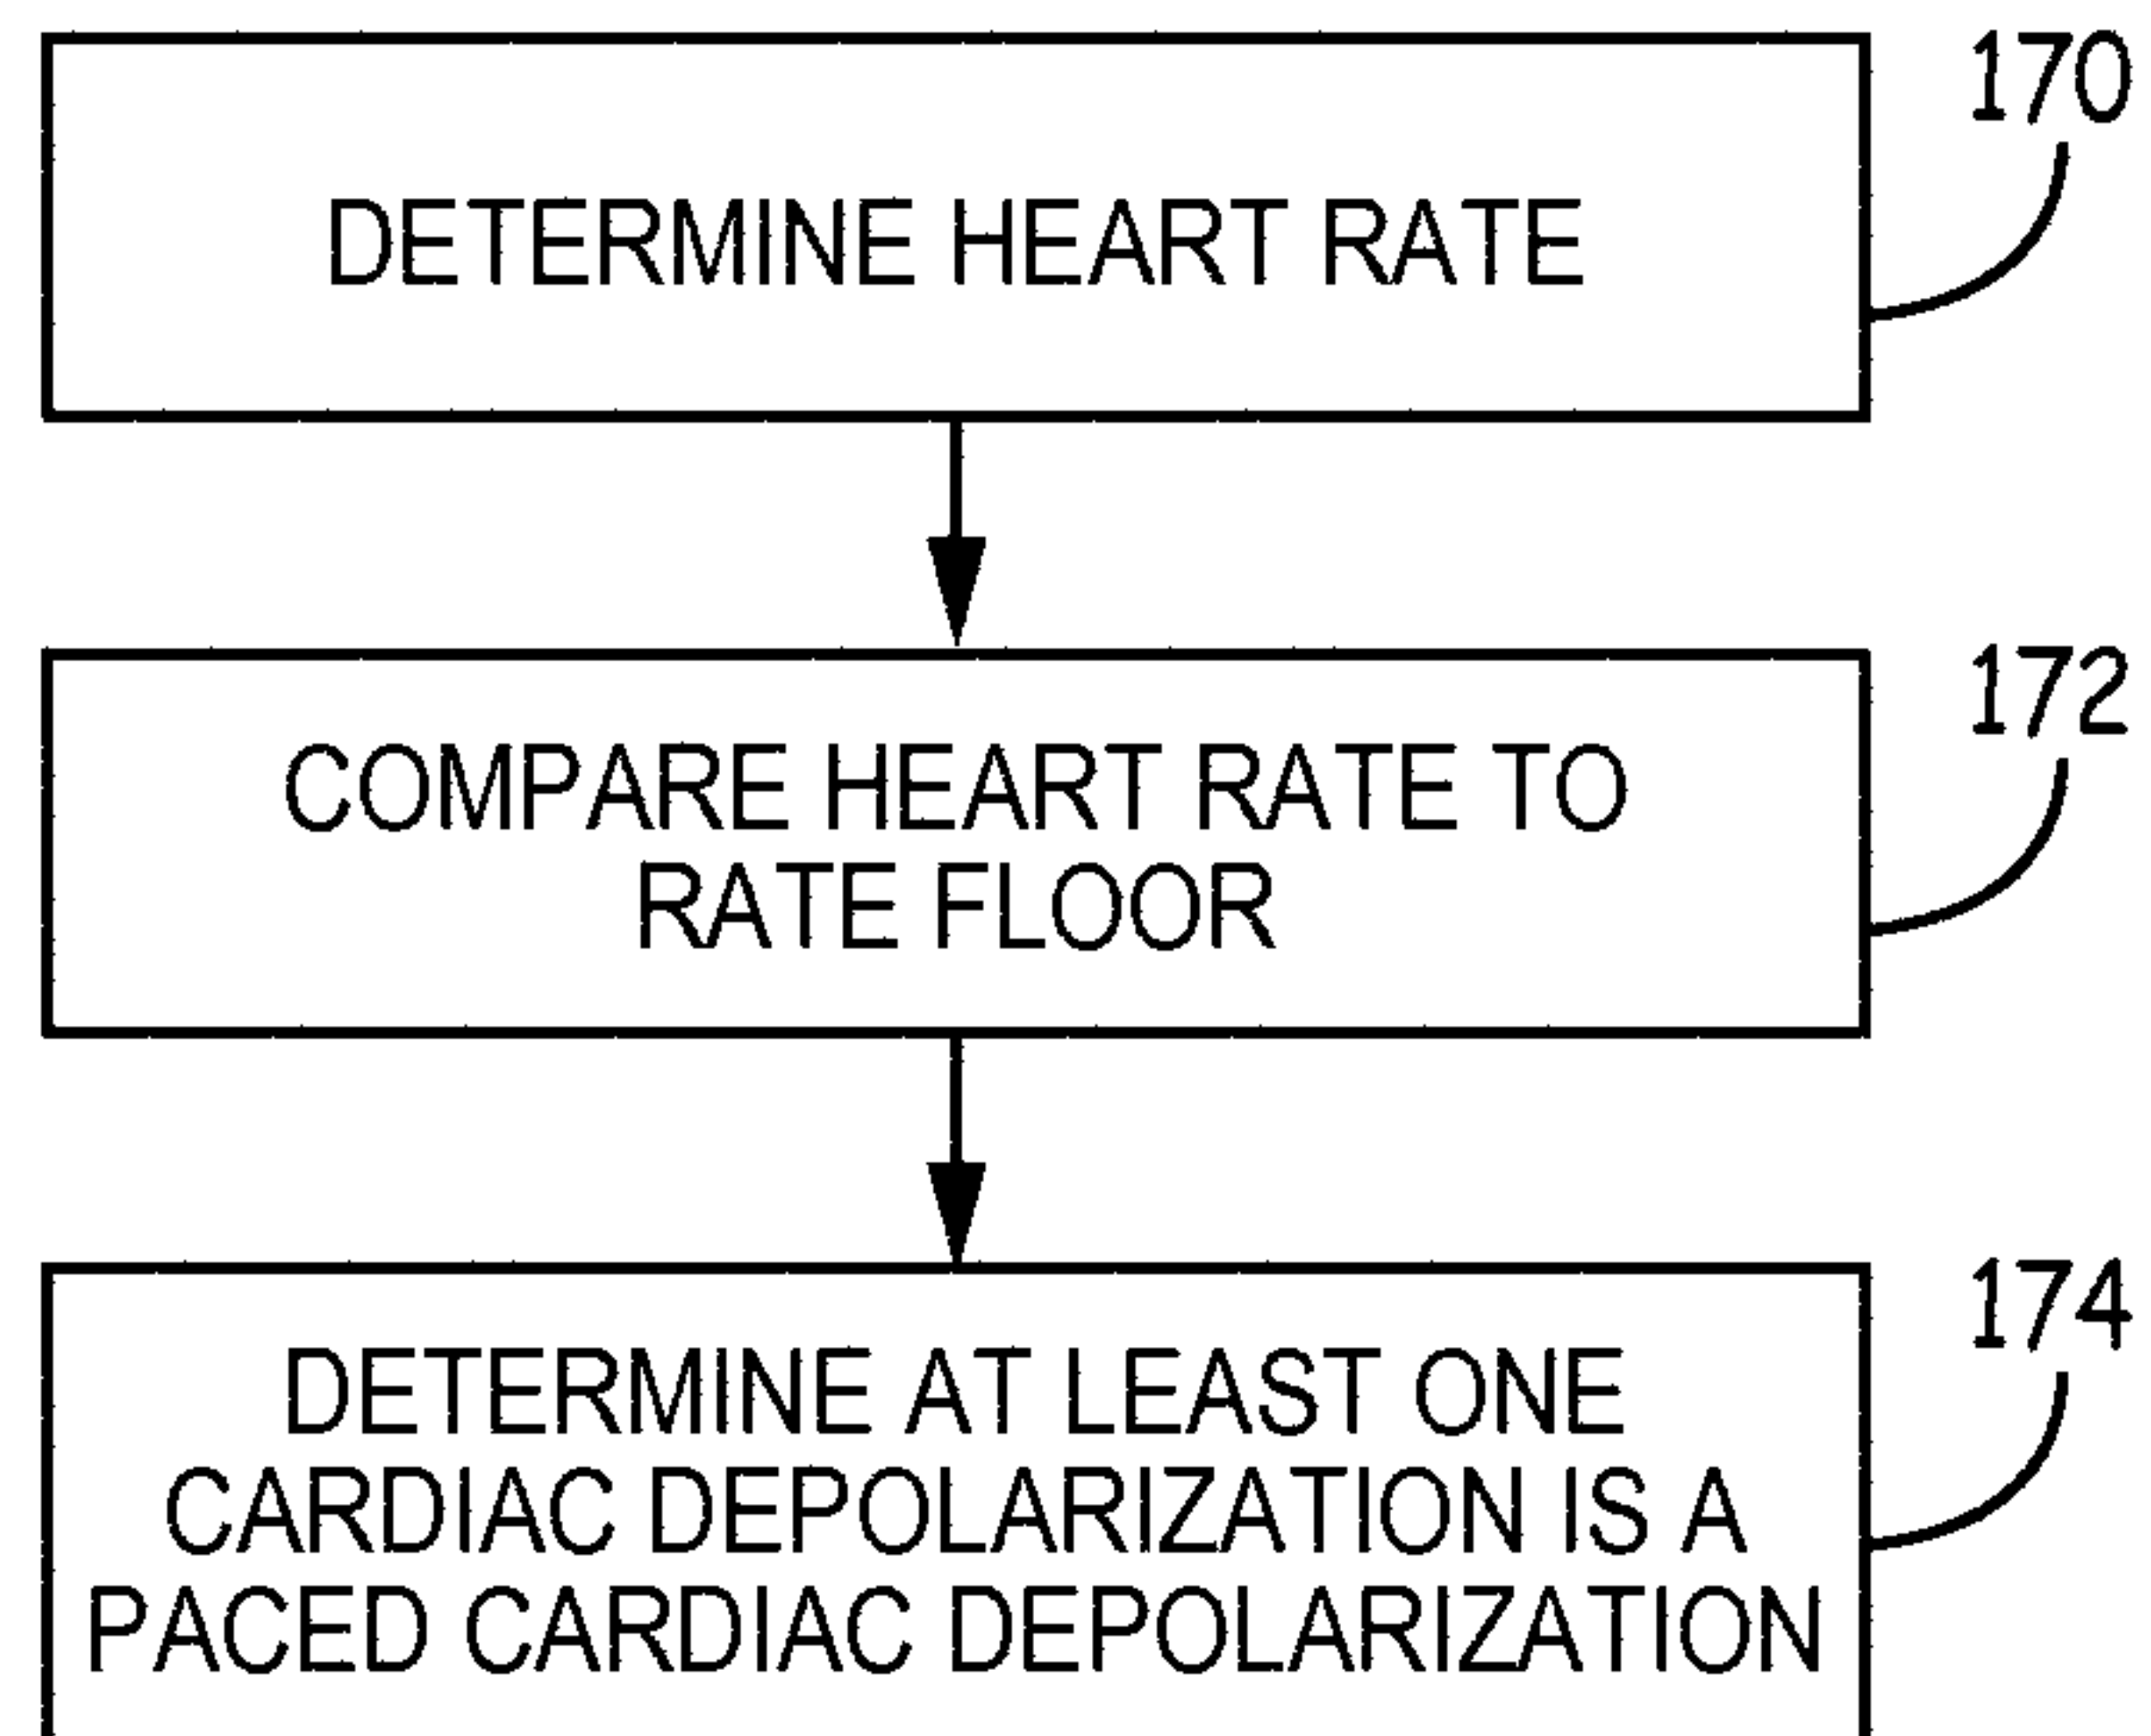 170
DETERMINE HEART RATE
172
COMPARE HEART RATE TO
RATE FLOOR
174
DETERMINE AT LEAST ONE
CARDIAC DEPOLARIZATION IS A
PACED CARDIAC DEPOLARIZATION